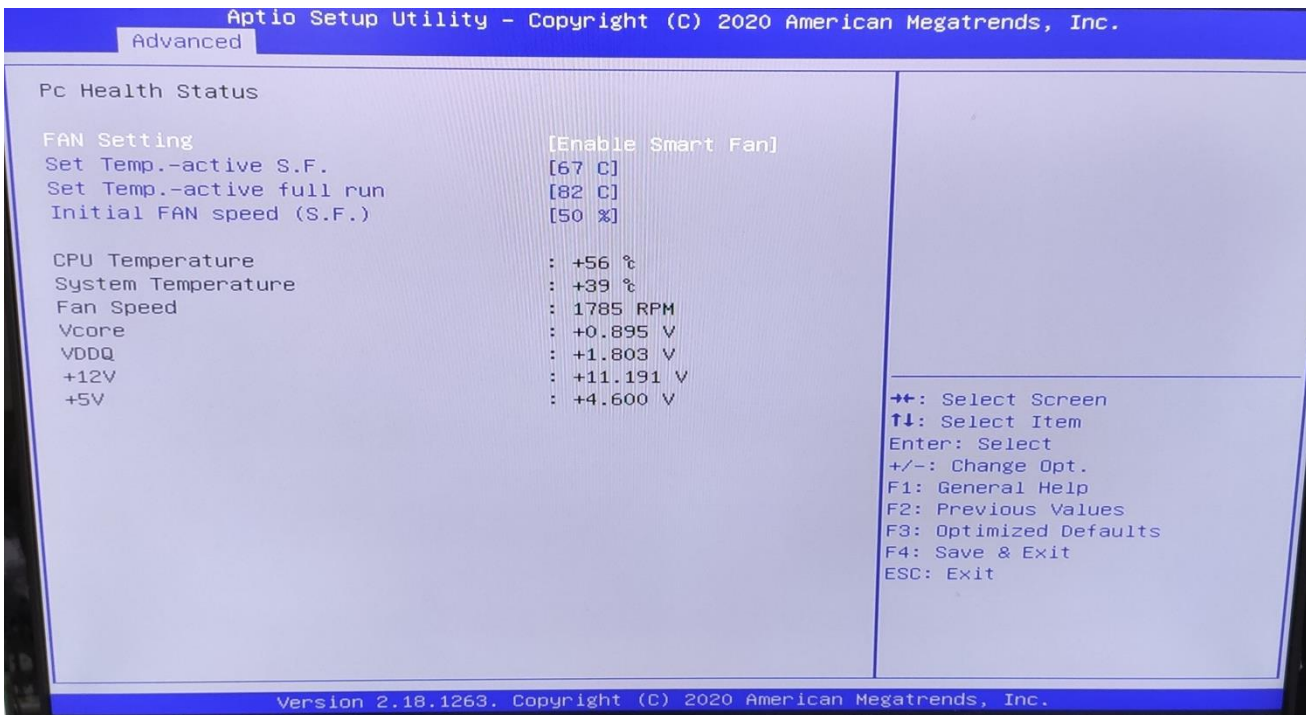 Aptio Setup Utility – Copyright (C) 2020 American Megatrends, Inc.
Advanced
Pc Health Status
FAN Setting [Enable Smart Fan]
Set Temp.-active S.F. [67 C]
Set Temp.-active full run [82 C]
Initial FAN speed (S.F.) [50 %]
CPU Temperature : +56 ℃
System Temperature : +39 ℃
Fan Speed : 1785 RPM
Vcore : +0.895 V
VDDQ : +1.803 V
+12V : +11.191 V
+5V : +4.600 V
→←: Select Screen
↑↓: Select Item
Enter: Select
+/-: Change Opt.
F1: General Help
F2: Previous Values
F3: Optimized Defaults
F4: Save & Exit
ESC: Exit
Version 2.18.1263. Copyright (C) 2020 American Megatrends, Inc.